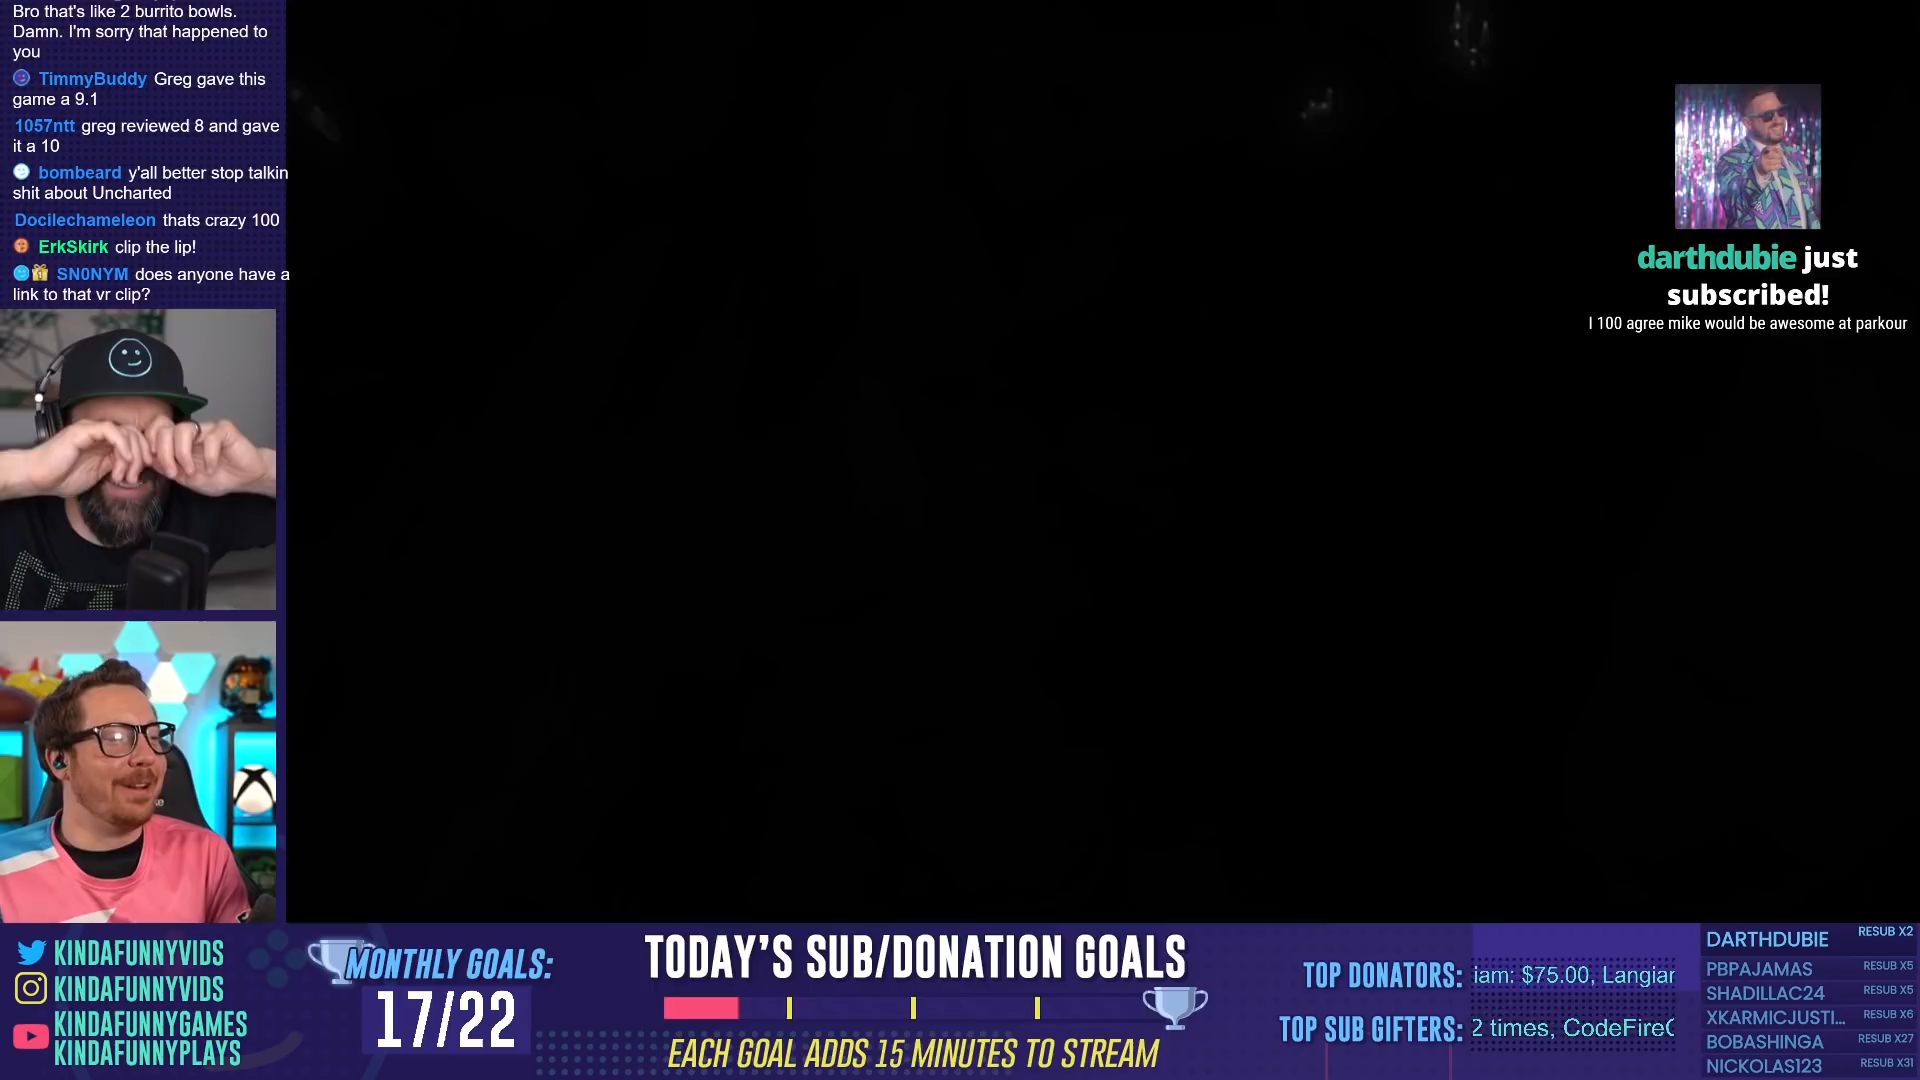 Bro that's like 2 burrito bowls.
Damn. I'm sorry that happened to
you
TimmyBuddy Greg gave this
game a 9.1
1057ntt greg reviewed 8 and gave
it a 10
bombeard y'all better stop talkin
shit about Uncharted
Docilechameleon thats crazy 100
ErkSkirk clip the lip!
SN0NYM does anyone have a
link to that vr clip?
darthdubie just
subscribed!
I 100 agree mike would be awesome at parkour
KINDAFUNNYVIDS
KINDAFUNNYVIDS
KINDAFUNNYGAMES
KINDAFUNNYPLAYS
MONTHLY GOALS:
17/22
TODAY'S SUB/DONATION GOALS
EACH GOAL ADDS 15 MINUTES TO STREAM
TOP DONATORS: iam: $75.00, Langiar
TOP SUB GIFTERS: 2 times, CodeFire
DARTHDUBIE RESUB X2
PBPAJAMAS RESUB X5
SHADILLAC24 RESUB X5
XKARMICJUSTI... RESUB X6
BOBASHINGA RESUB X27
NICKOLAS123 RESUB X31